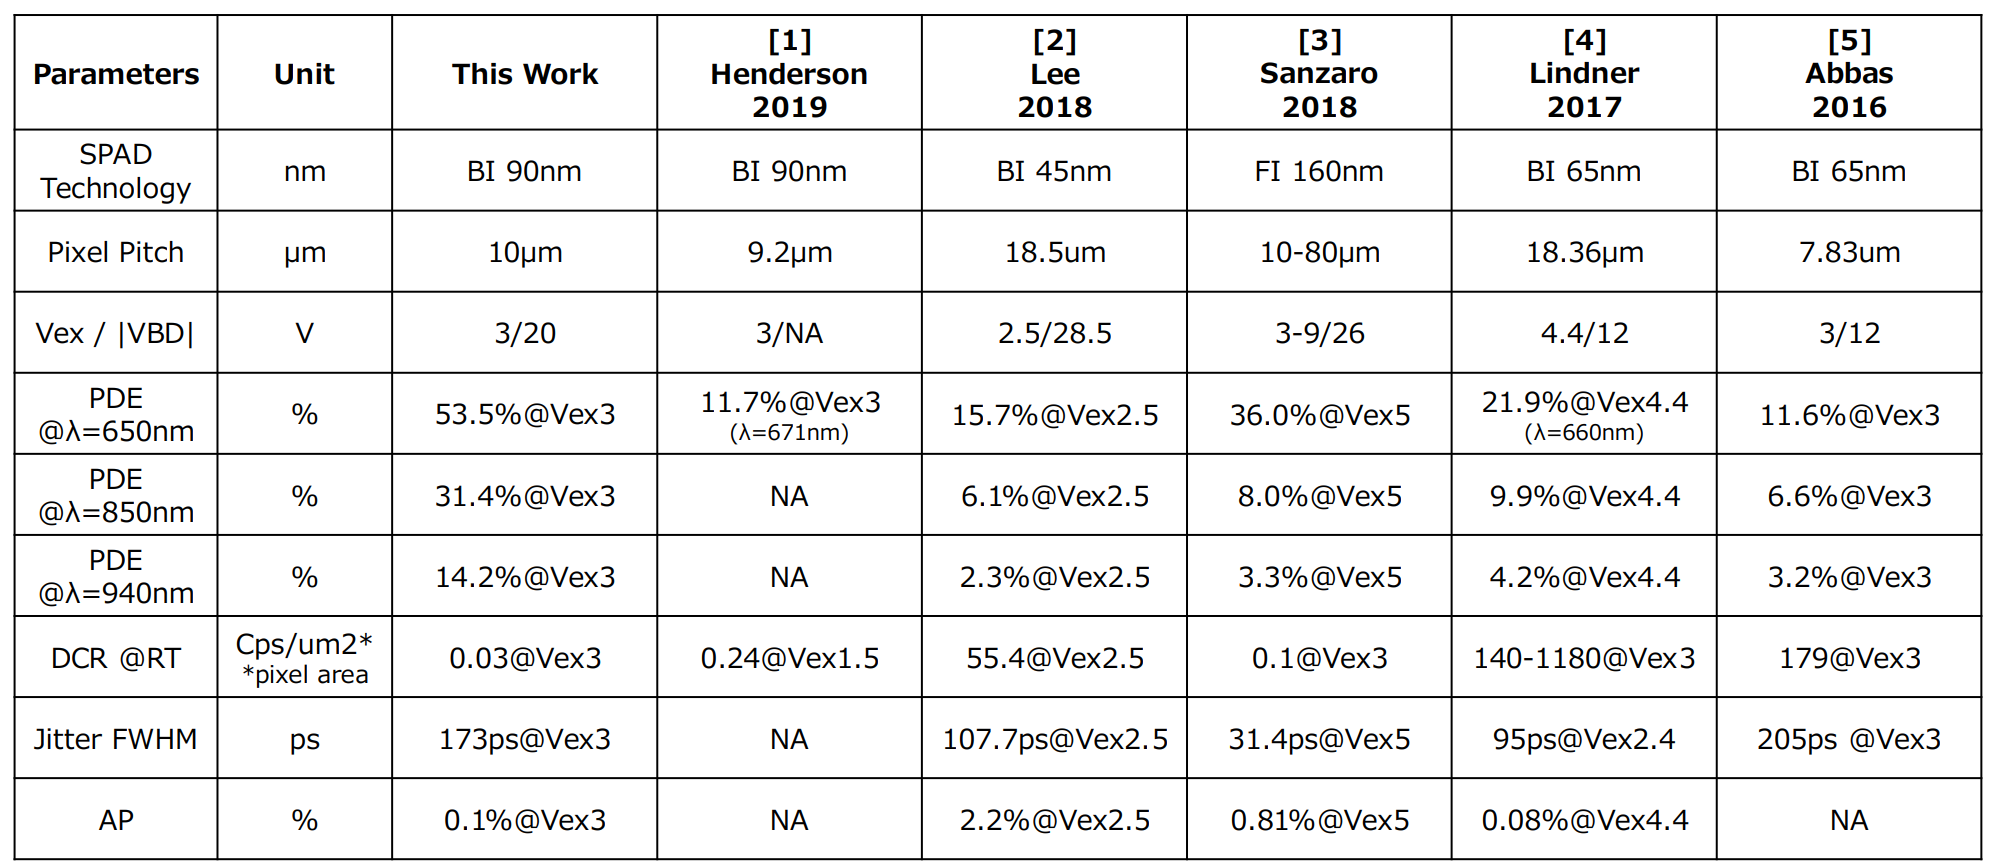 Parameters
Unit
This Work
[1]
Henderson
2019
[2]
Lee
2018
[3]
Sanzaro
2018
[4]
Lindner
2017
[5]
Abbas
2016
SPAD
Technology
nm
BI 90nm
BI 90nm
BI 45nm
FI 160nm
BI 65nm
BI 65nm
Pixel Pitch
μm
10μm
9.2μm
18.5um
10-80μm
18.36μm
7.83um
Vex / |VBD|
V
3/20
3/NA
2.5/28.5
3-9/26
4.4/12
3/12
PDE
@λ=650nm
%
53.5%@Vex3
11.7%@Vex3
(λ=671nm)
15.7%@Vex2.5
36.0%@Vex5
21.9%@Vex4.4
(λ=660nm)
11.6%@Vex3
PDE
@λ=850nm
%
31.4%@Vex3
NA
6.1%@Vex2.5
8.0%@Vex5
9.9%@Vex4.4
6.6%@Vex3
PDE
@λ=940nm
%
14.2%@Vex3
NA
2.3%@Vex2.5
3.3%@Vex5
4.2%@Vex4.4
3.2%@Vex3
DCR @RT
Cps/um2*
*pixel area
0.03@Vex3
0.24@Vex1.5
55.4@Vex2.5
0.1@Vex3
140-1180@Vex3
179@Vex3
Jitter FWHM
ps
173ps@Vex3
NA
107.7ps@Vex2.5
31.4ps@Vex5
95ps@Vex2.4
205ps @Vex3
AP
%
0.1%@Vex3
NA
2.2%@Vex2.5
0.81%@Vex5
0.08%@Vex4.4
NA